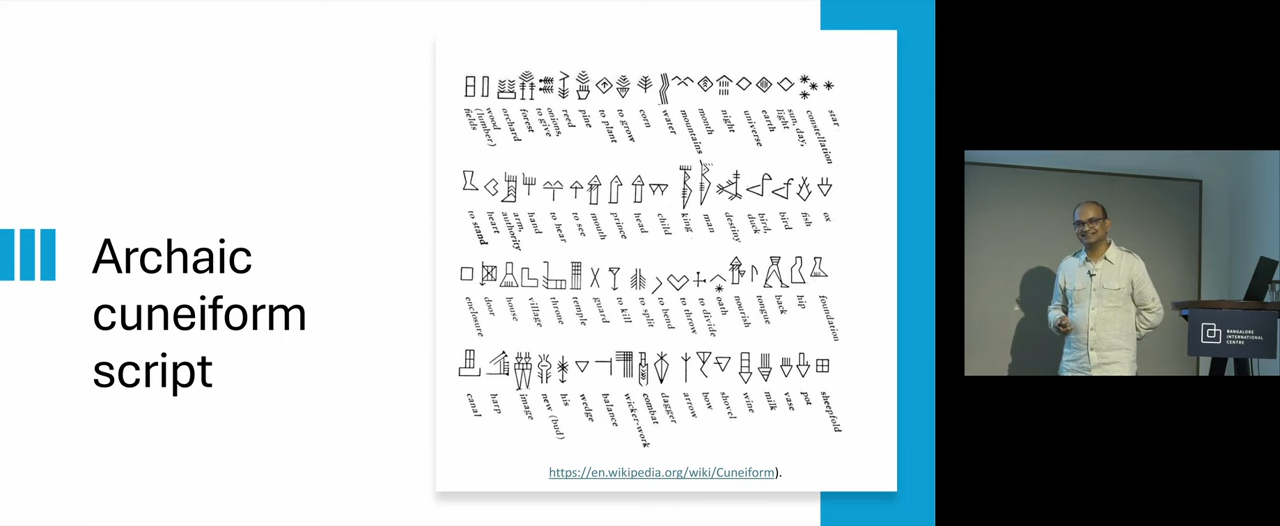 Archaic
cuneiform
script
fields
wood (lumber)
orchard
forest
onions, to give
reed
pine
to plant
to grow
corn
water
mountains
month
night
universe
earth
sun, day, light
constellation
star
to stand
heart
arm, authority
hand
to hear
to see
mouth
prince
head
child
king
man
destiny
bird, duck
bird
fish
ox
enclosure
door
house
village
throne
temple
guard
to kill
to split
to bend
to throw
to divide
oath
nourish
tongue
back
hip
foundation
canal
harp
image
new (bud)
his
wedge
balance
wicker-work
combat
dagger
arrow
bow
shovel
wine
milk
vase
pot
sheepfold
https://en.wikipedia.org/wiki/Cuneiform).
BANGALORE
INTERNATIONAL
CENTRE